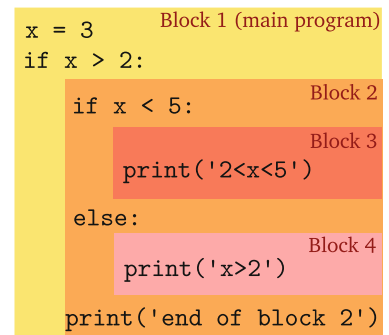 x = 3 Block 1 (main program)
if x > 2:
Block 2
if x < 5:
Block 3
print('2<x<5')
else:
Block 4
print('x>2')
print('end of block 2')